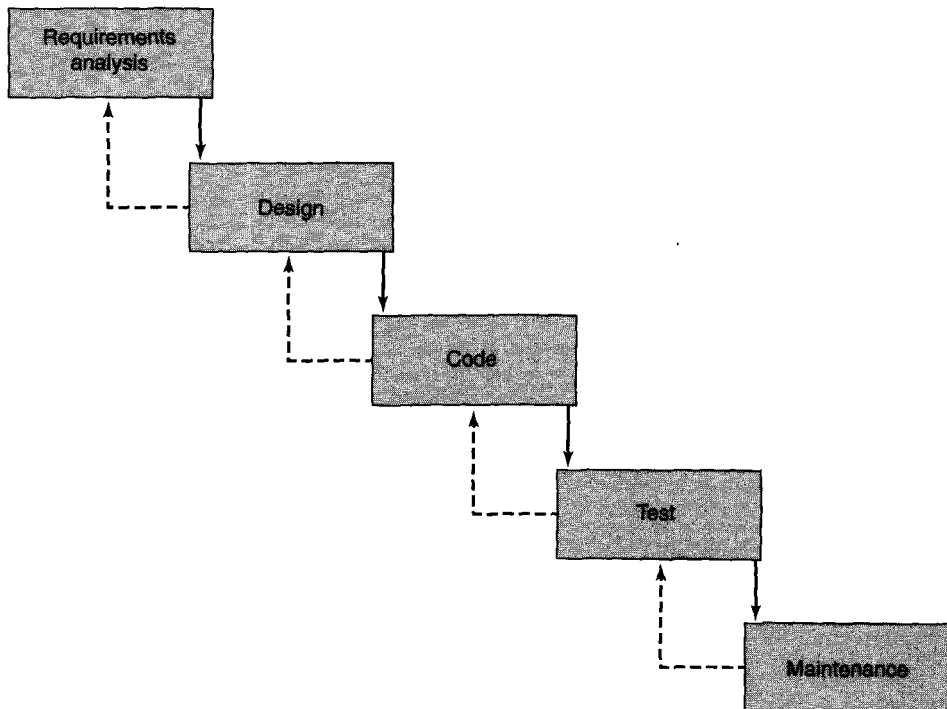 Requirements
analysis
Design
Code
Test
Maintenance